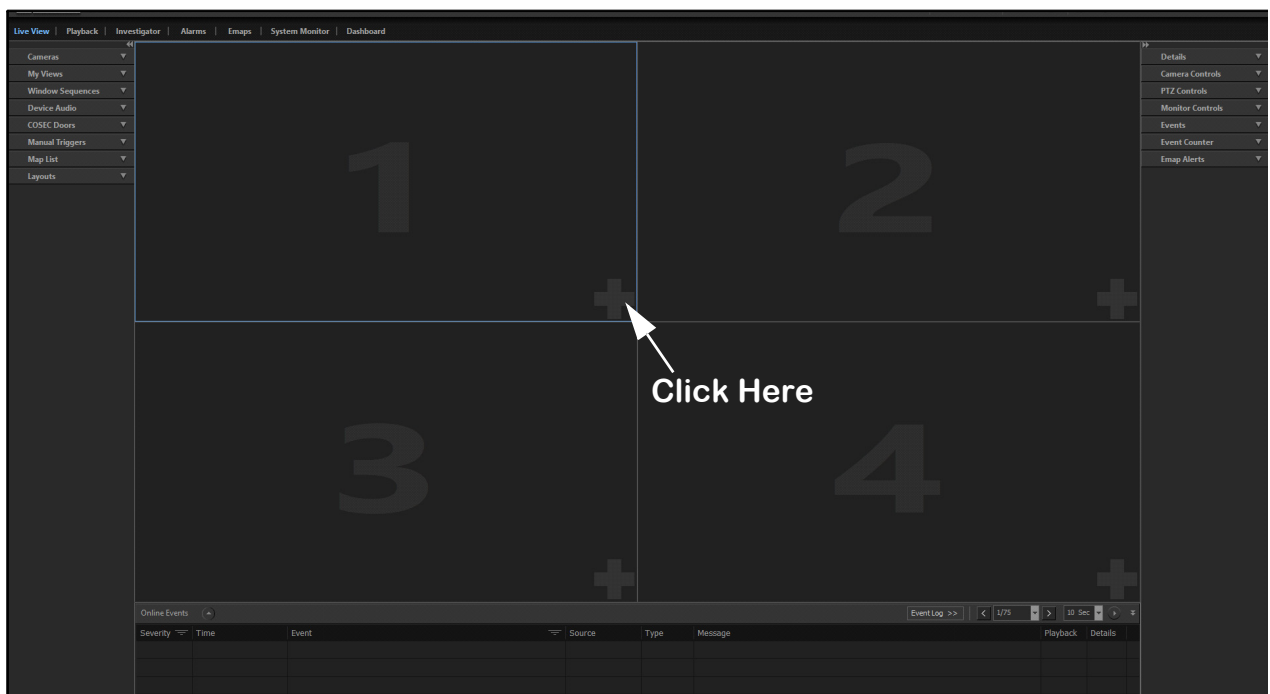 Live View | Playback | Investigator | Alarms | Emaps | System Monitor | Dashboard
Cameras
My Views
Window Sequences
Device Audio
COSEC Doors
Manual Triggers
Map List
Layouts
1
2
Click Here
3
4
Details
Camera Controls
PTZ Controls
Monitor Controls
Events
Event Counter
Emap Alerts
Online Events Event Log >> | < 1/75 > 10 Sec
Severity Time Event Source Type Message Playback Details